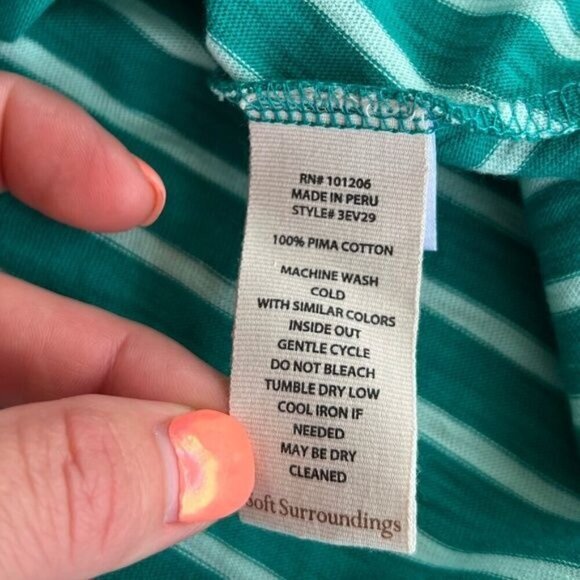 RN# 101206
MADE IN PERU
STYLE# 3EV29
100% PIMA COTTON
MACHINE WASH
COLD
WITH SIMILAR COLORS
INSIDE OUT
GENTLE CYCLE
DO NOT BLEACH
TUMBLE DRY LOW
COOL IRON IF
NEEDED
MAY BE DRY
CLEANED
Soft Surroundings